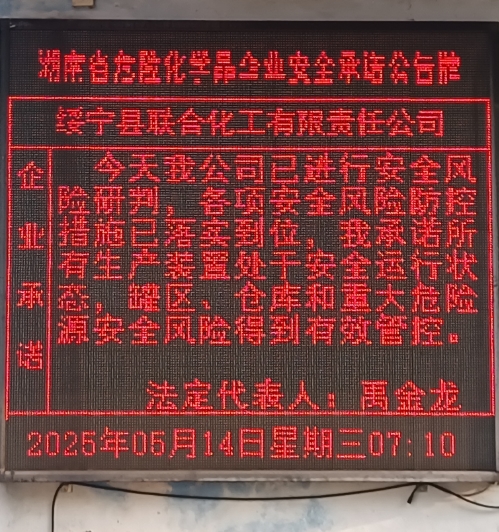 湖南省危险化学品企业安全承诺公告牌
绥宁县联合化工有限责任公司
企业承诺
今天我公司已进行安全风
险研判，各项安全风险防控
措施已落实到位，我承诺所
有生产装置处于安全运行状
态，罐区、仓库和重大危险
源安全风险得到有效管控。
法定代表人：禹金龙
2025年05月14日星期三07:10